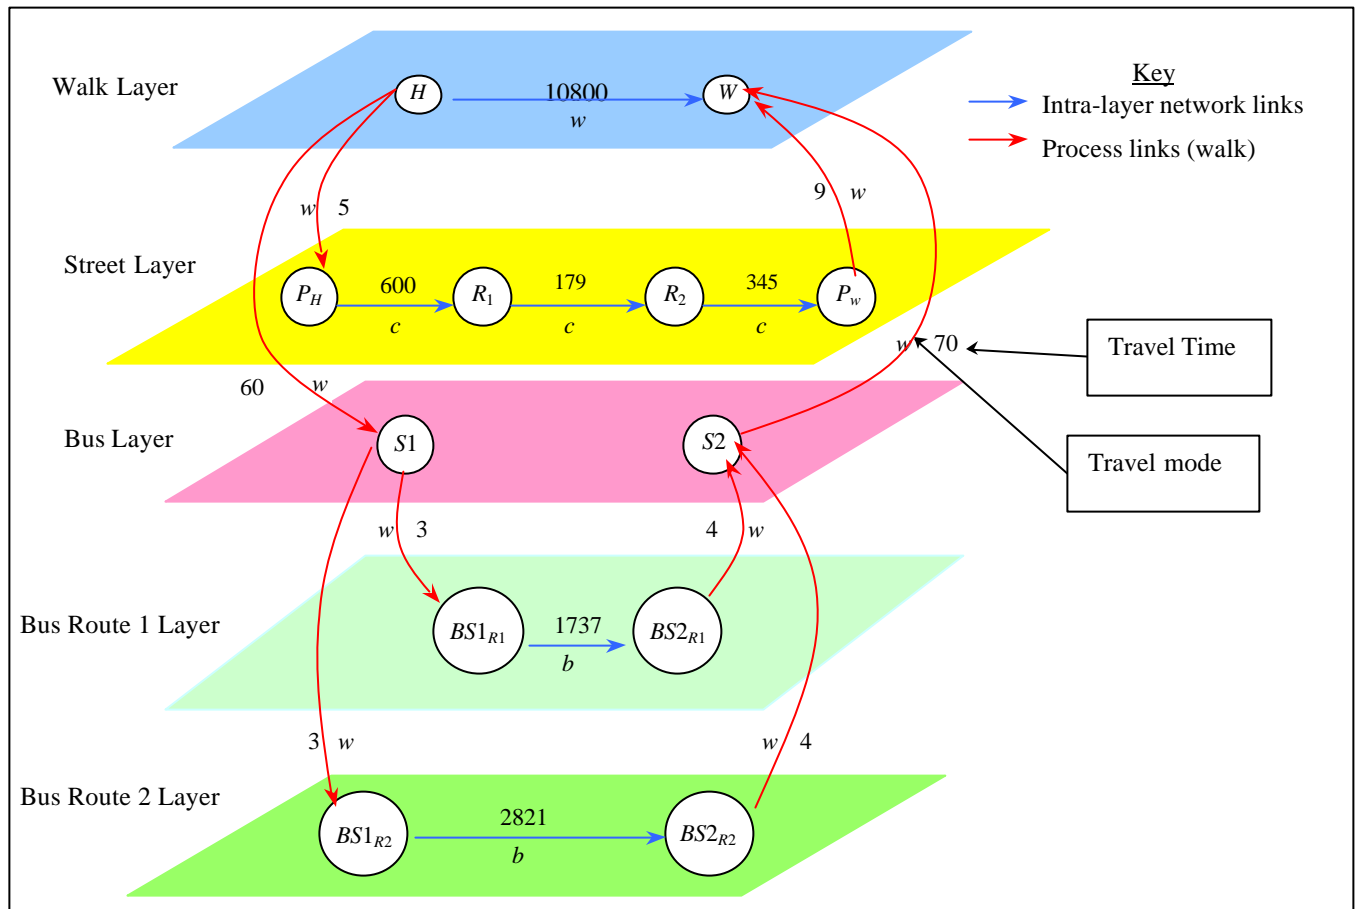 Key
Walk Layer
H
10800
w
W
Intra-layer network links
Process links (walk)
w 5
9 w
Street Layer
P_H
600
c
R_1
179
c
R_2
345
c
P_w
w 70
Travel Time
60 w
Bus Layer
S1
S2
Travel mode
w 3
4 w
Bus Route 1 Layer
BS1_R1
1737
b
BS2_R1
3 w
w 4
Bus Route 2 Layer
BS1_R2
2821
b
BS2_R2